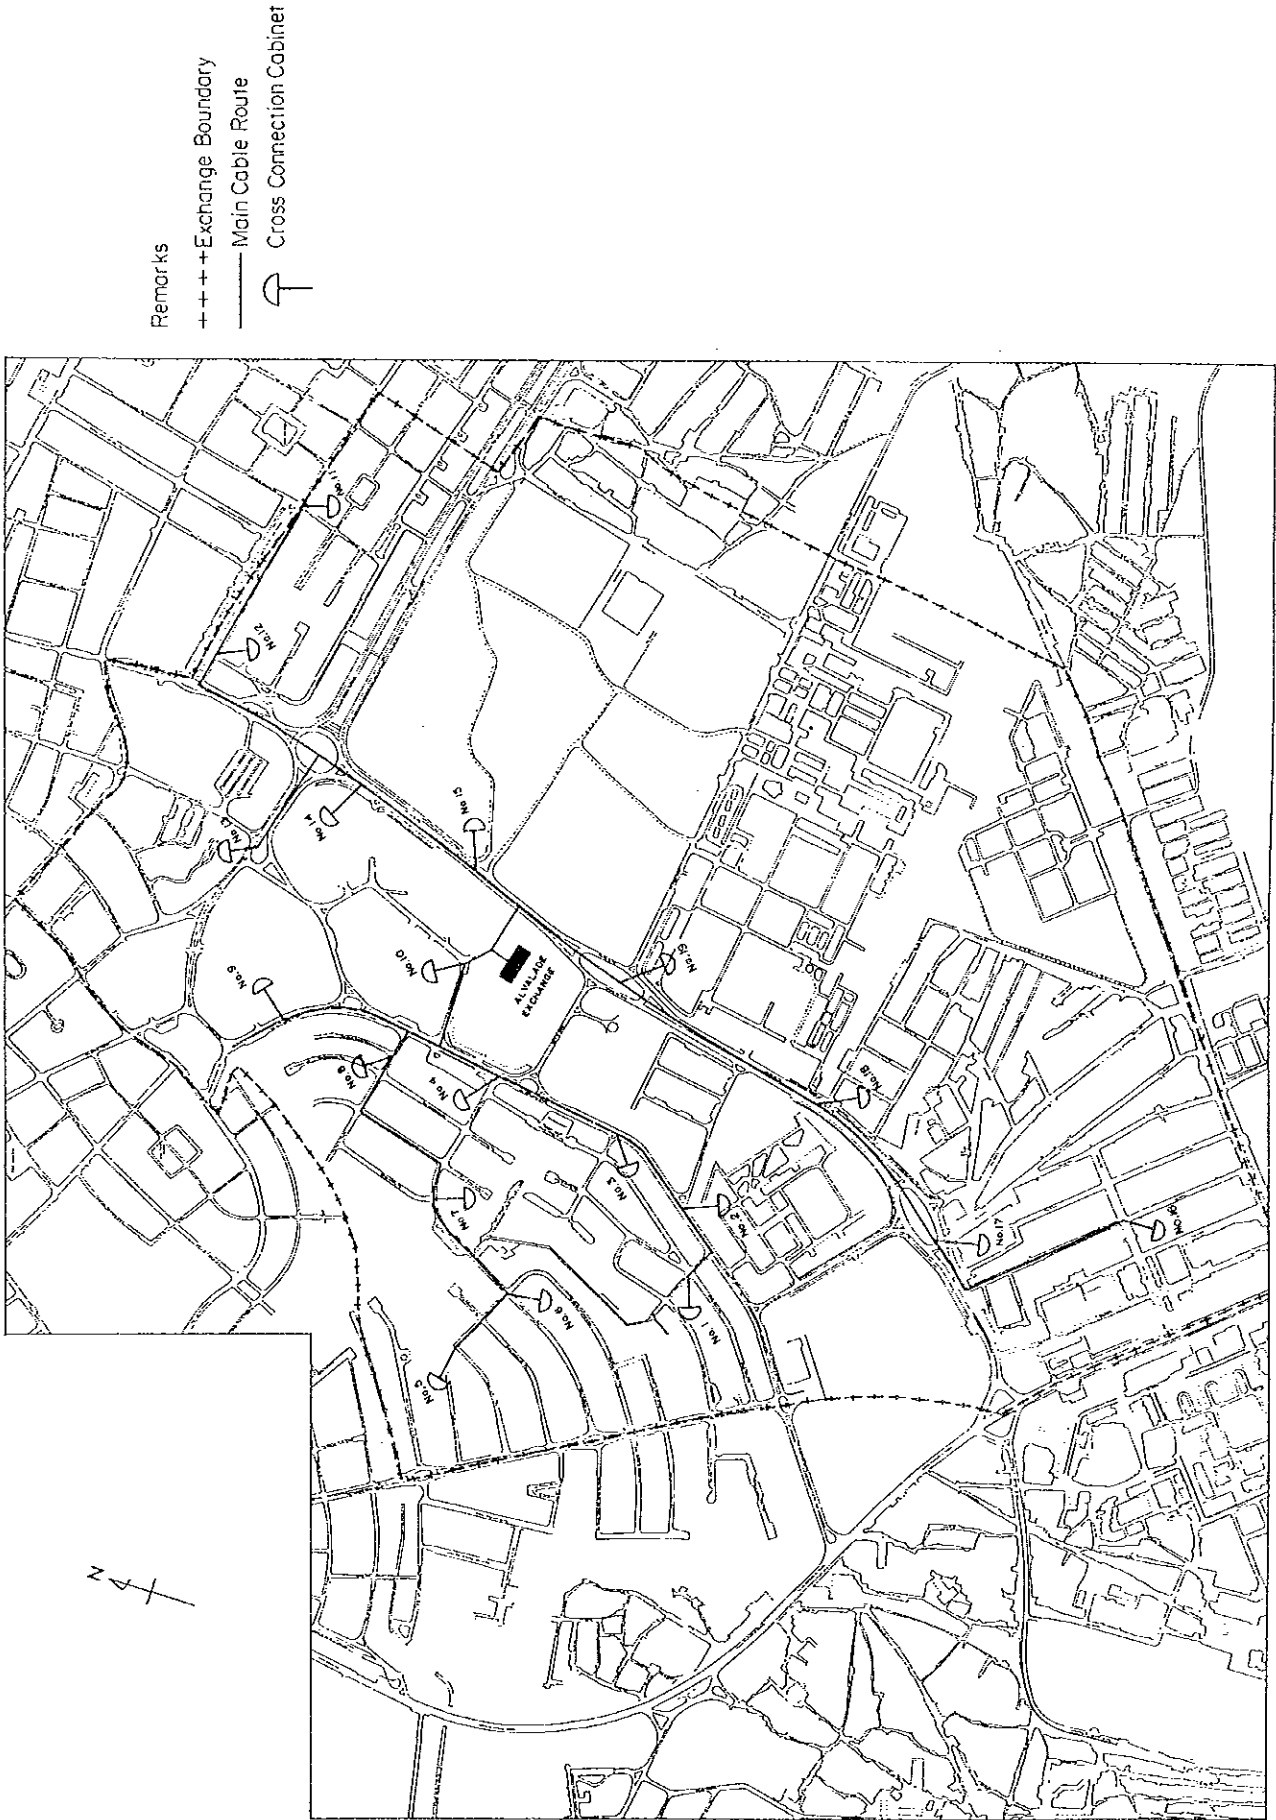 Remarks
++++Exchange Boundary
Main Cable Route
Cross Connection Cabinet
No.11
No.12
No.13
No.14
No.15
No.9
No.10
ALVALADE
EXCHANGE
No.19
No.8
No.4
No.18
No.7
No.3
No.2
No.17
No.16
No.6
No.1
No.5
N